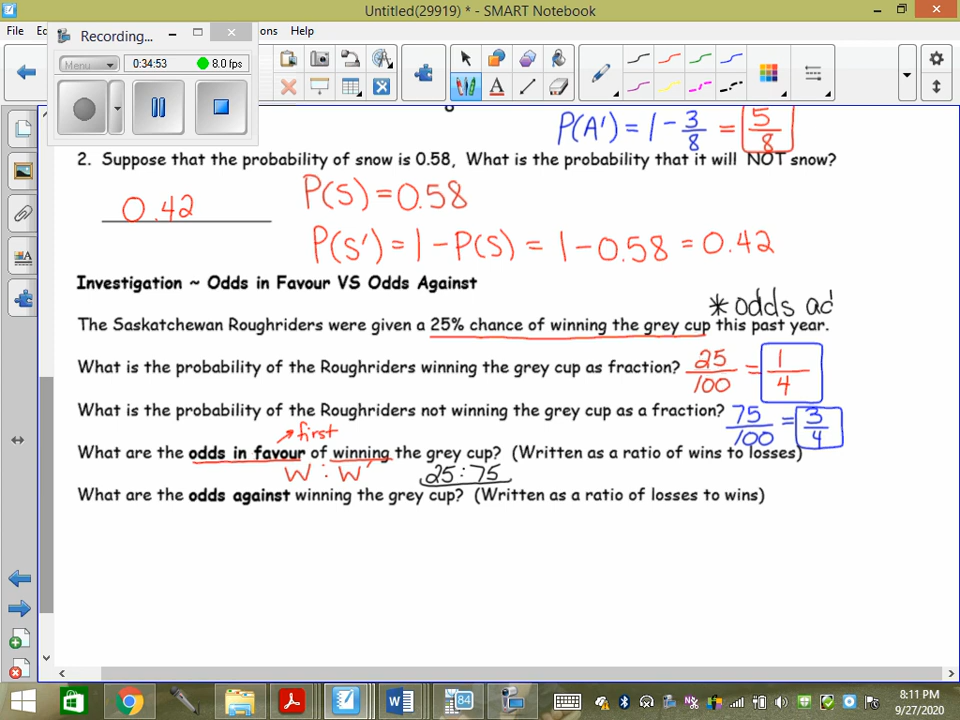 Untitled(29919) * - SMART Notebook
File
ons Help
Recording...
Menu 0:34:53 8.0 fps
P(A') = 1 - 3/8 = 5/8
2. Suppose that the probability of snow is 0.58, What is the probability that it will NOT snow?
0.42 P(S) = 0.58
P(S') = 1 - P(S) = 1 - 0.58 = 0.42
Investigation ~ Odds in Favour VS Odds Against
*odds ad
The Saskatchewan Roughriders were given a 25% chance of winning the grey cup this past year.
What is the probability of the Roughriders winning the grey cup as fraction? 25/100 = 1/4
What is the probability of the Roughriders not winning the grey cup as a fraction? 75/100 = 3/4
first
What are the odds in favour of winning the grey cup? (Written as a ratio of wins to losses)
W : W' 25:75
What are the odds against winning the grey cup? (Written as a ratio of losses to wins)
84
8:11 PM
9/27/2020